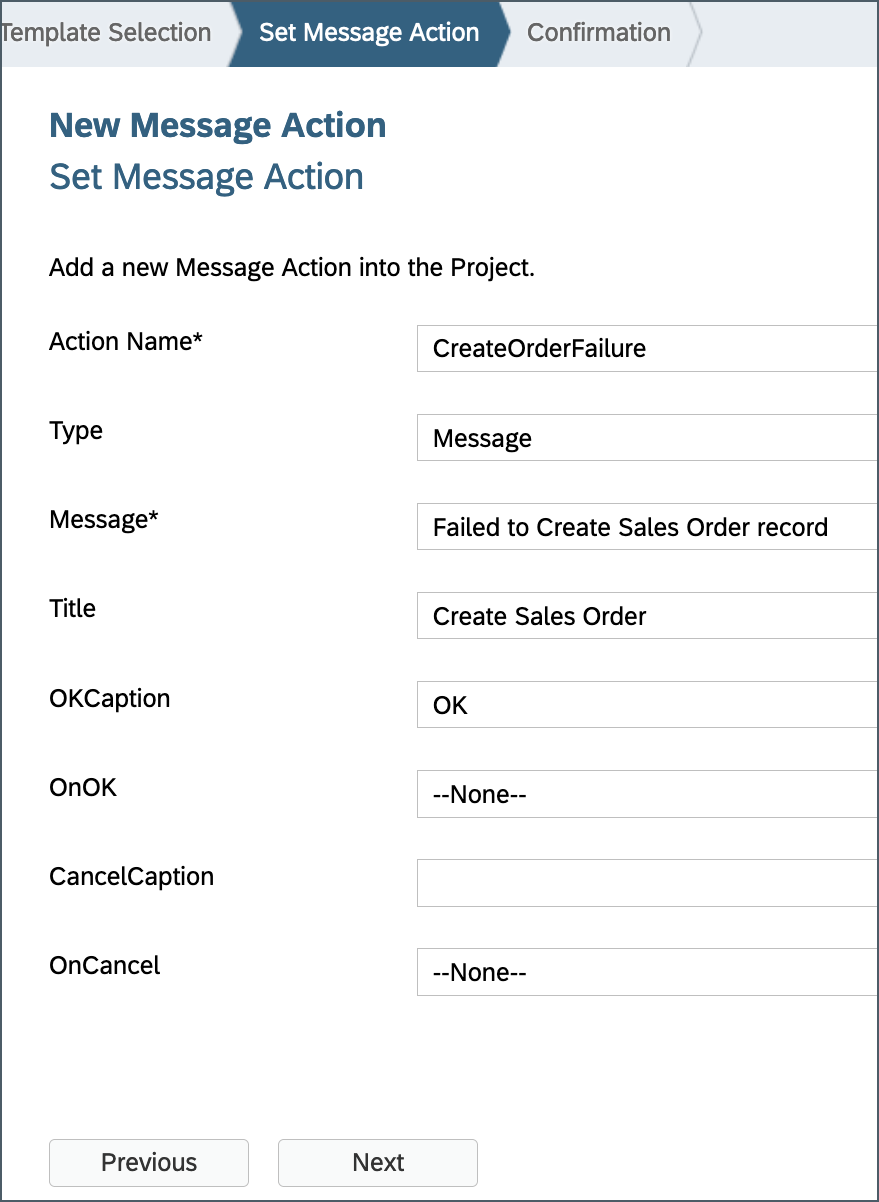 Template Selection Set Message Action Confirmation
New Message Action
Set Message Action
Add a new Message Action into the Project.
Action Name* CreateOrderFailure
Type Message
Message* Failed to Create Sales Order record
Title Create Sales Order
OKCaption OK
OnOK --None--
CancelCaption
OnCancel --None--
Previous Next